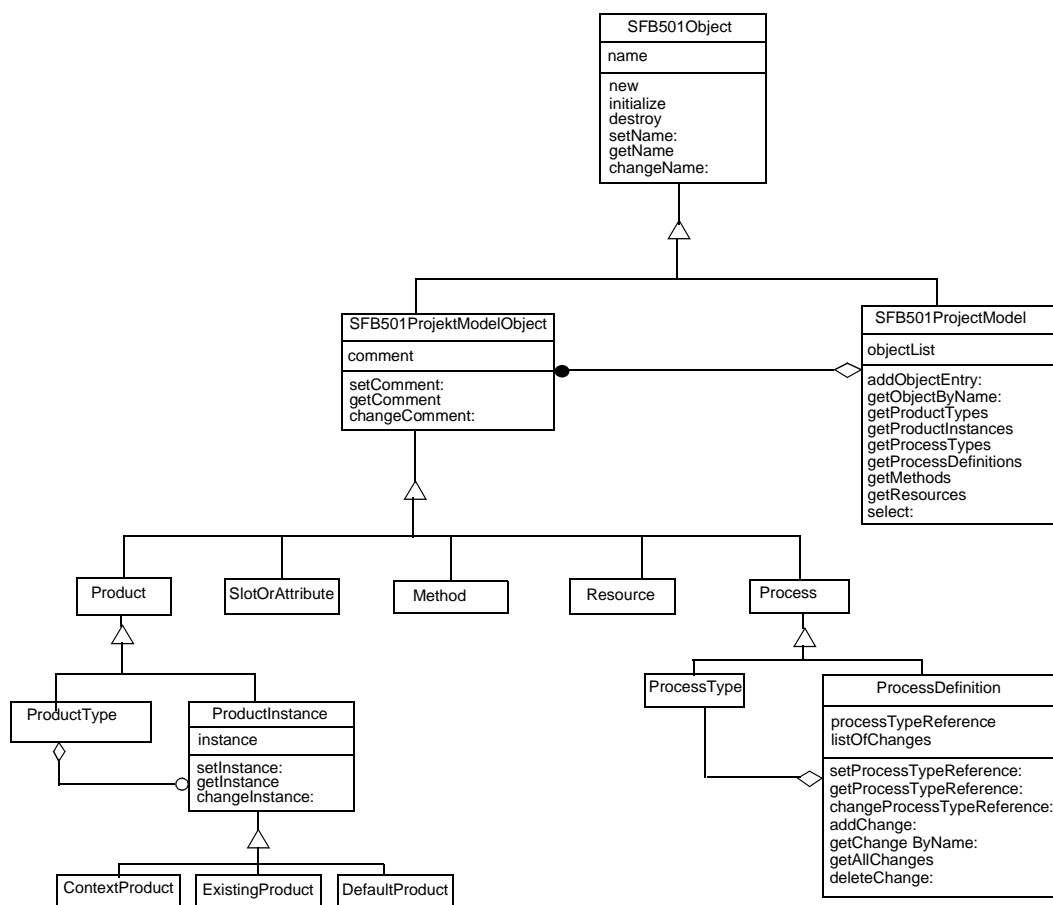 SFB501Object
name
new
initialize
destroy
setName:
getName
changeName:
SFB501ProjektModelObject
comment
setComment:
getComment
changeComment:
SFB501ProjectModel
objectList
addObjectEntry:
getObjectByName:
getProductTypes
getProductInstances
getProcessTypes
getProcessDefinitions
getMethods
getResources
select:
Product
SlotOrAttribute
Method
Resource
Process
ProductType
ProductInstance
instance
setInstance:
getInstance
changeInstance:
ProcessType
ProcessDefinition
processTypeReference
listOfChanges
setProcessTypeReference:
getProcessTypeReference:
changeProcessTypeReference:
addChange:
getChange ByName:
getAllChanges
deleteChange:
ContextProduct
ExistingProduct
DefaultProduct